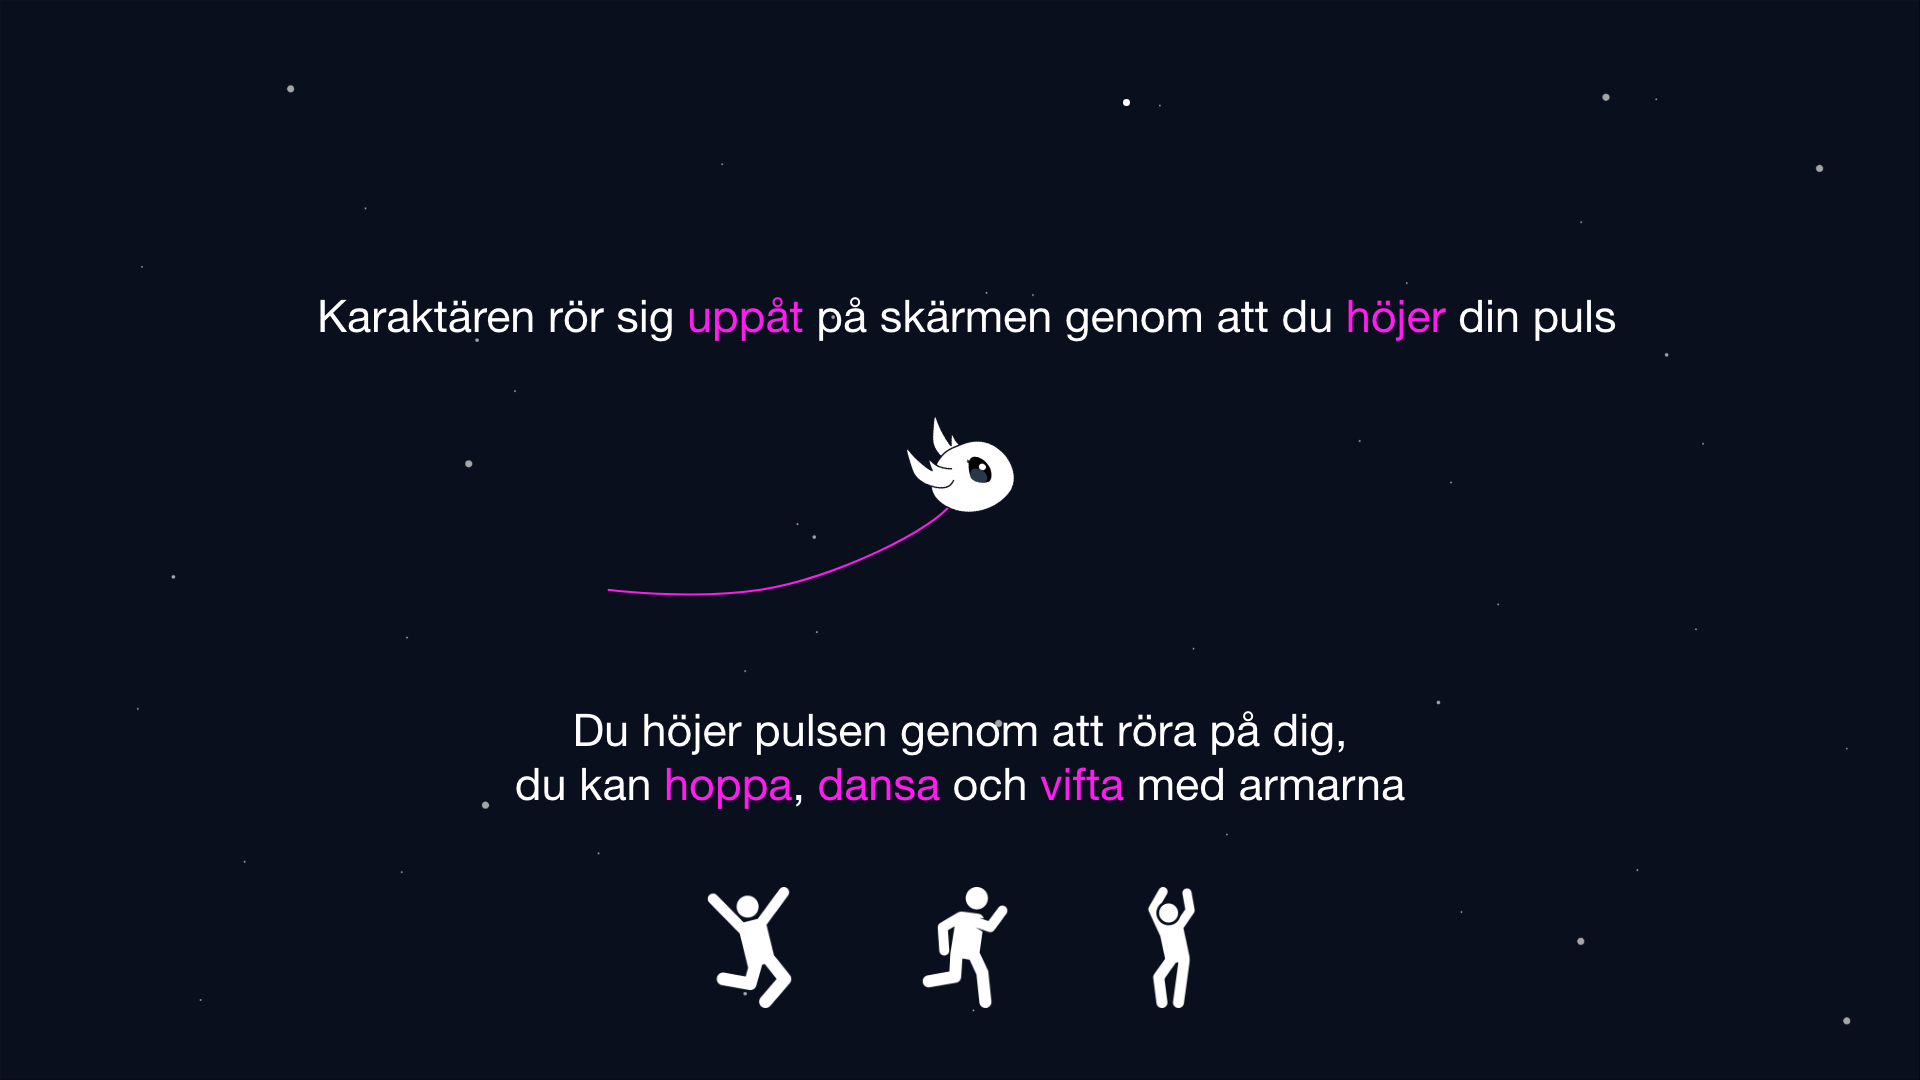 Karaktären rör sig uppåt på skärmen genom att du höjer din puls
Du höjer pulsen genom att röra på dig,
du kan hoppa, dansa och vifta med armarna